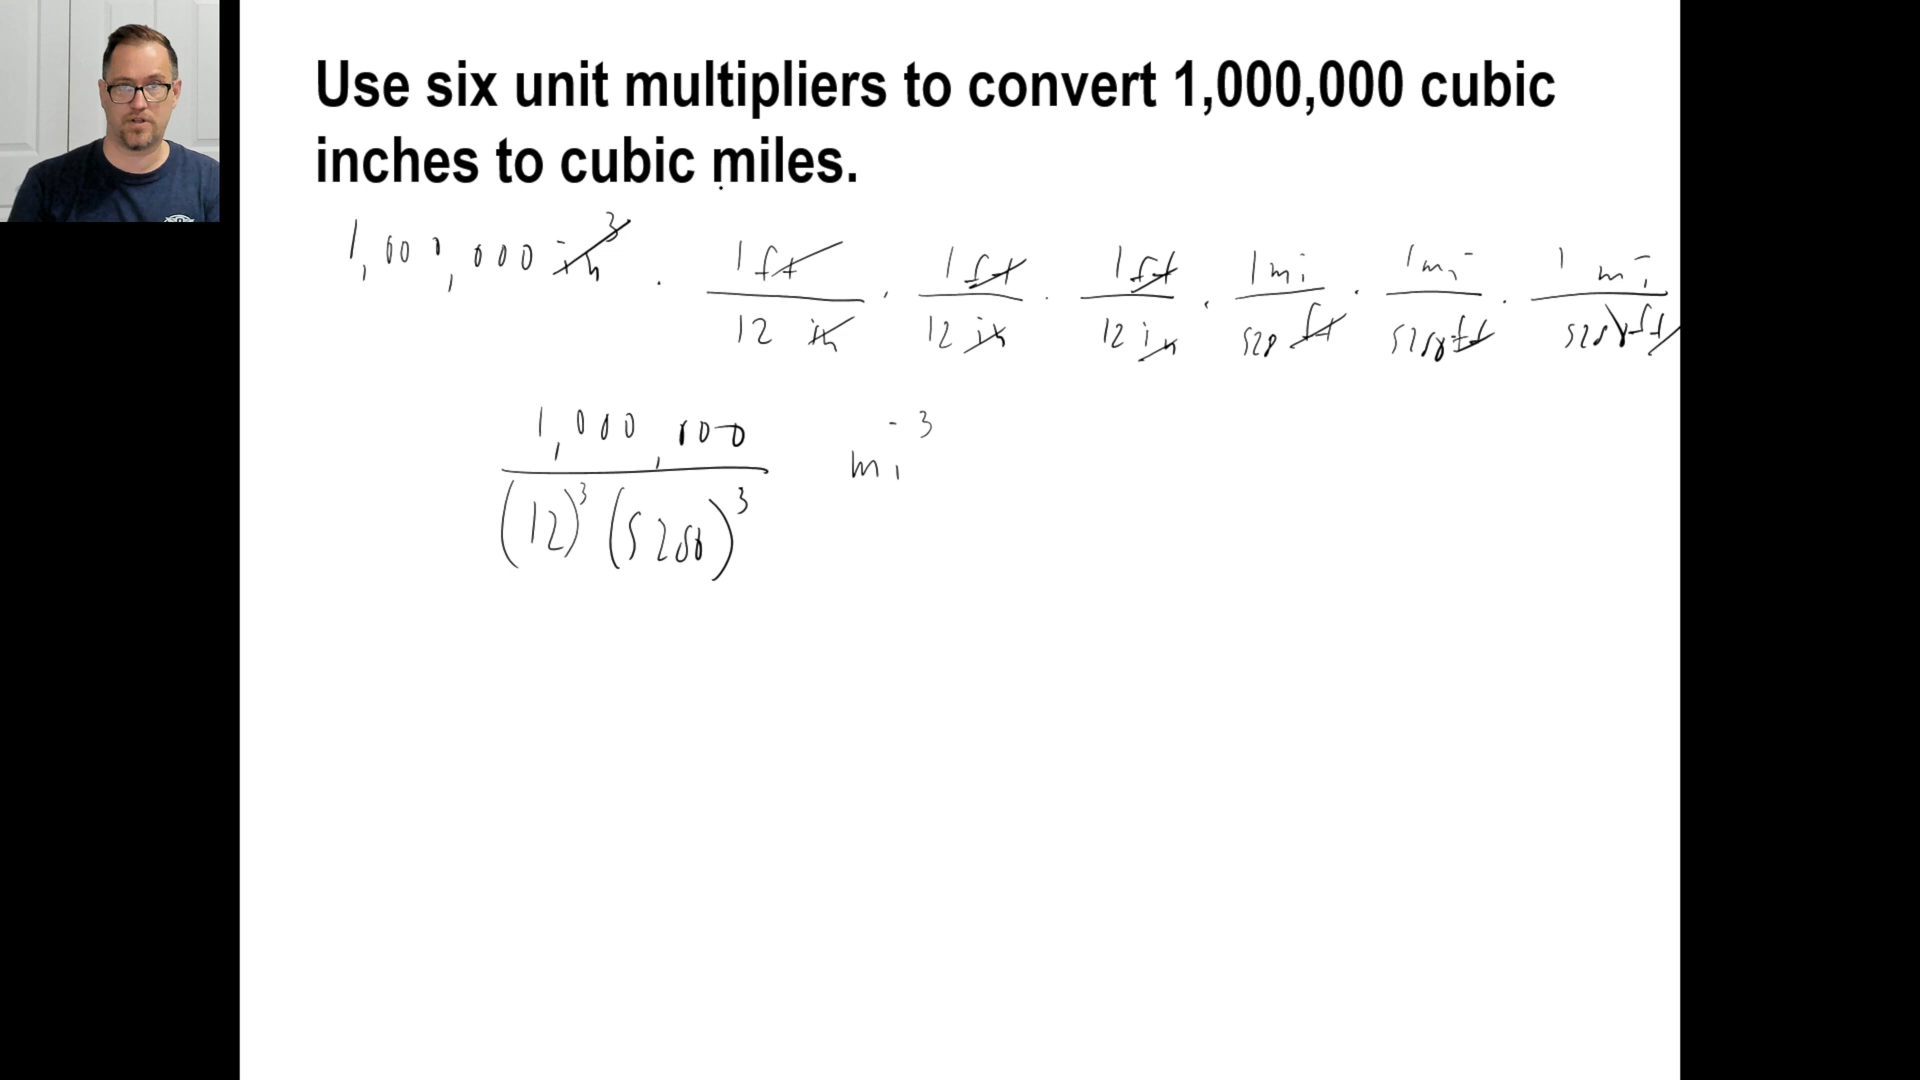 Use six unit multipliers to convert 1,000,000 cubic
inches to cubic miles.
1,000,000 in³ · 1 ft / 12 in · 1 ft / 12 in · 1 ft / 12 in · 1 mi / 528 ft · 1 mi / 5280 ft · 1 mi / 5280 ft
1,000,000 / (12)³ (5280)³ mi³